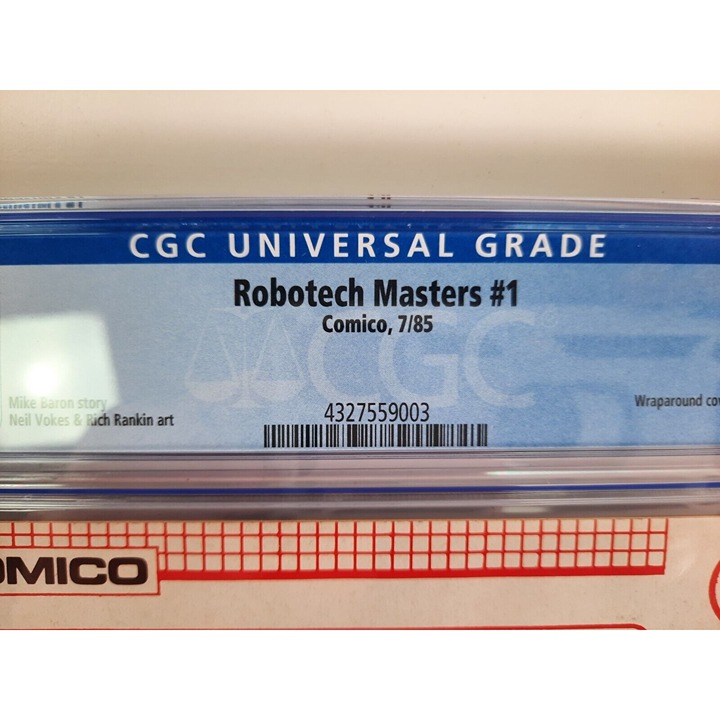 CGC UNIVERSAL GRADE
Robotech Masters #1
Comico, 7/85
CGC
Mike Baron story
Neil Vokes & Rich Rankin art
4327559003
Wraparound cov
OMICO